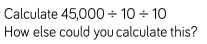 Calculate 45,000 ÷ 10 ÷ 10
How else could you calculate this?